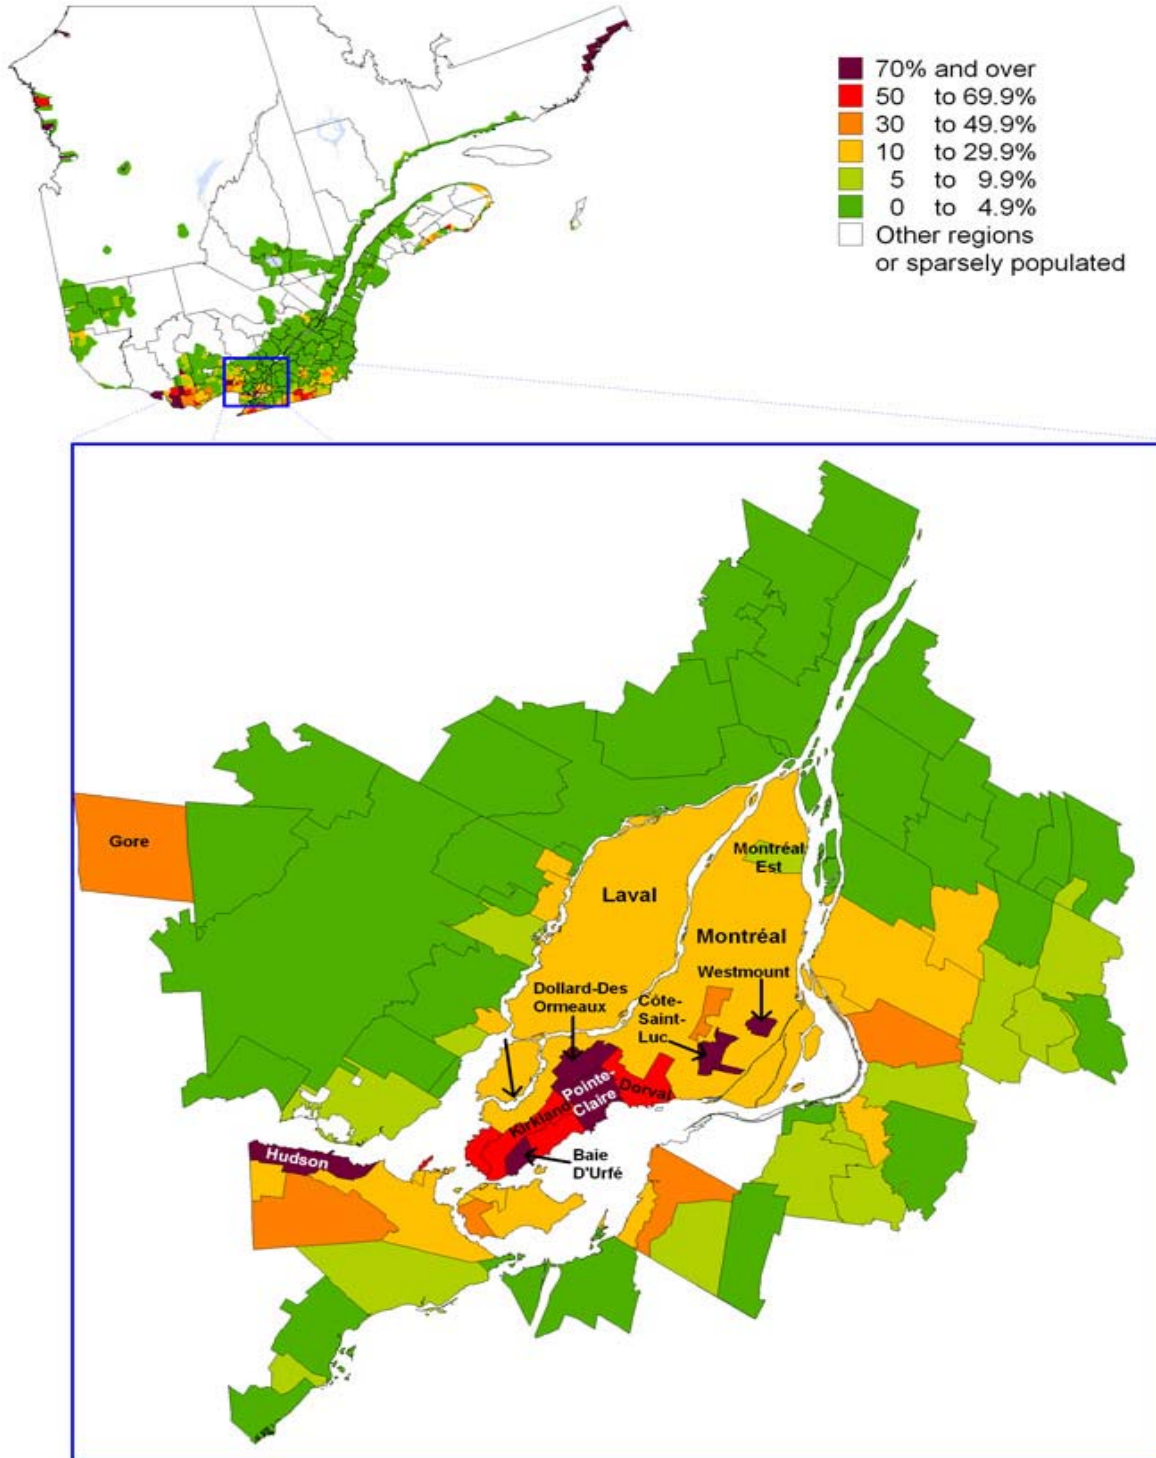 70% and over
50 to 69.9%
30 to 49.9%
10 to 29.9%
5 to 9.9%
0 to 4.9%
Other regions
or sparsely populated
Gore
Montréal
Est
Laval
Montréal
Westmount
Dollard-Des
Ormeaux
Côte-
Saint-
Luc
Pointe-
Claire
Dorval
Kirkland
Hudson
Baie
D'Urfé